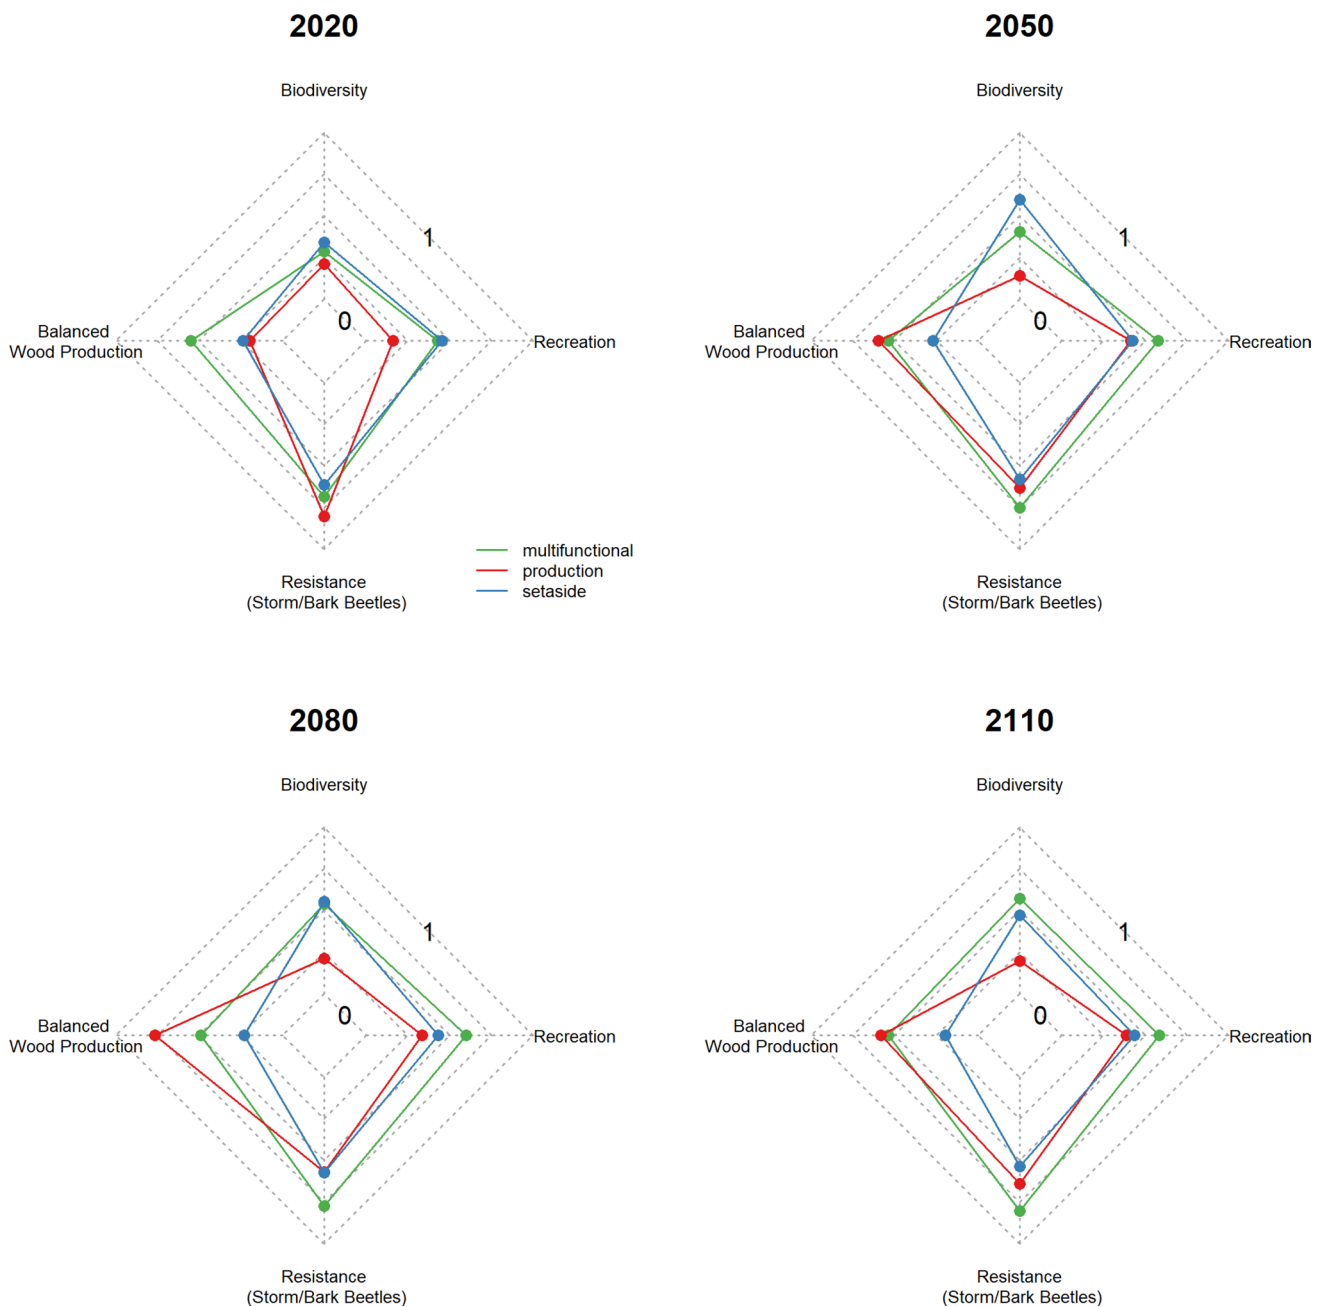 2020
Biodiversity
1
0
Balanced
Wood Production
Recreation
Resistance
(Storm/Bark Beetles)
multifunctional
production
setaside
2050
Biodiversity
1
0
Balanced
Wood Production
Recreation
Resistance
(Storm/Bark Beetles)
2080
Biodiversity
1
0
Balanced
Wood Production
Recreation
Resistance
(Storm/Bark Beetles)
2110
Biodiversity
1
0
Balanced
Wood Production
Recreation
Resistance
(Storm/Bark Beetles)